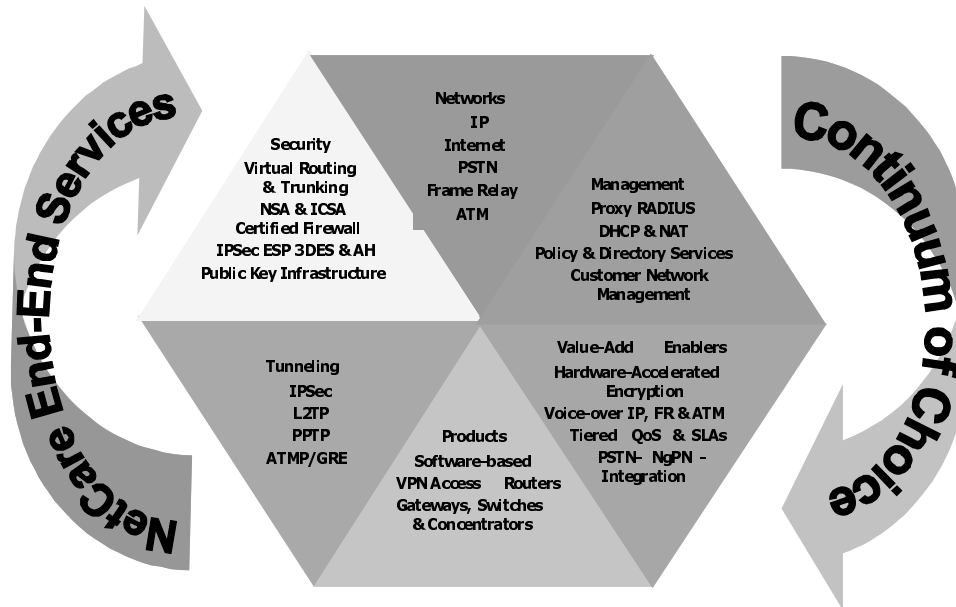 NetCare End-End Services
Networks
IP
Internet
PSTN
Frame Relay
ATM
Security
Virtual Routing
& Trunking
NSA & ICSA
Certified Firewall
IPSec ESP 3DES & AH
Public Key Infrastructure
Management
Proxy RADIUS
DHCP & NAT
Policy & Directory Services
Customer Network
Management
Tunneling
IPSec
L2TP
PPTP
ATMP/GRE
Products
Software-based
VPN Access Routers
Gateways, Switches
& Concentrators
Value-Add Enablers
Hardware-Accelerated
Encryption
Voice-over IP, FR & ATM
Tiered QoS & SLAs
PSTN- NgPN -
Integration
Continuum of Choice